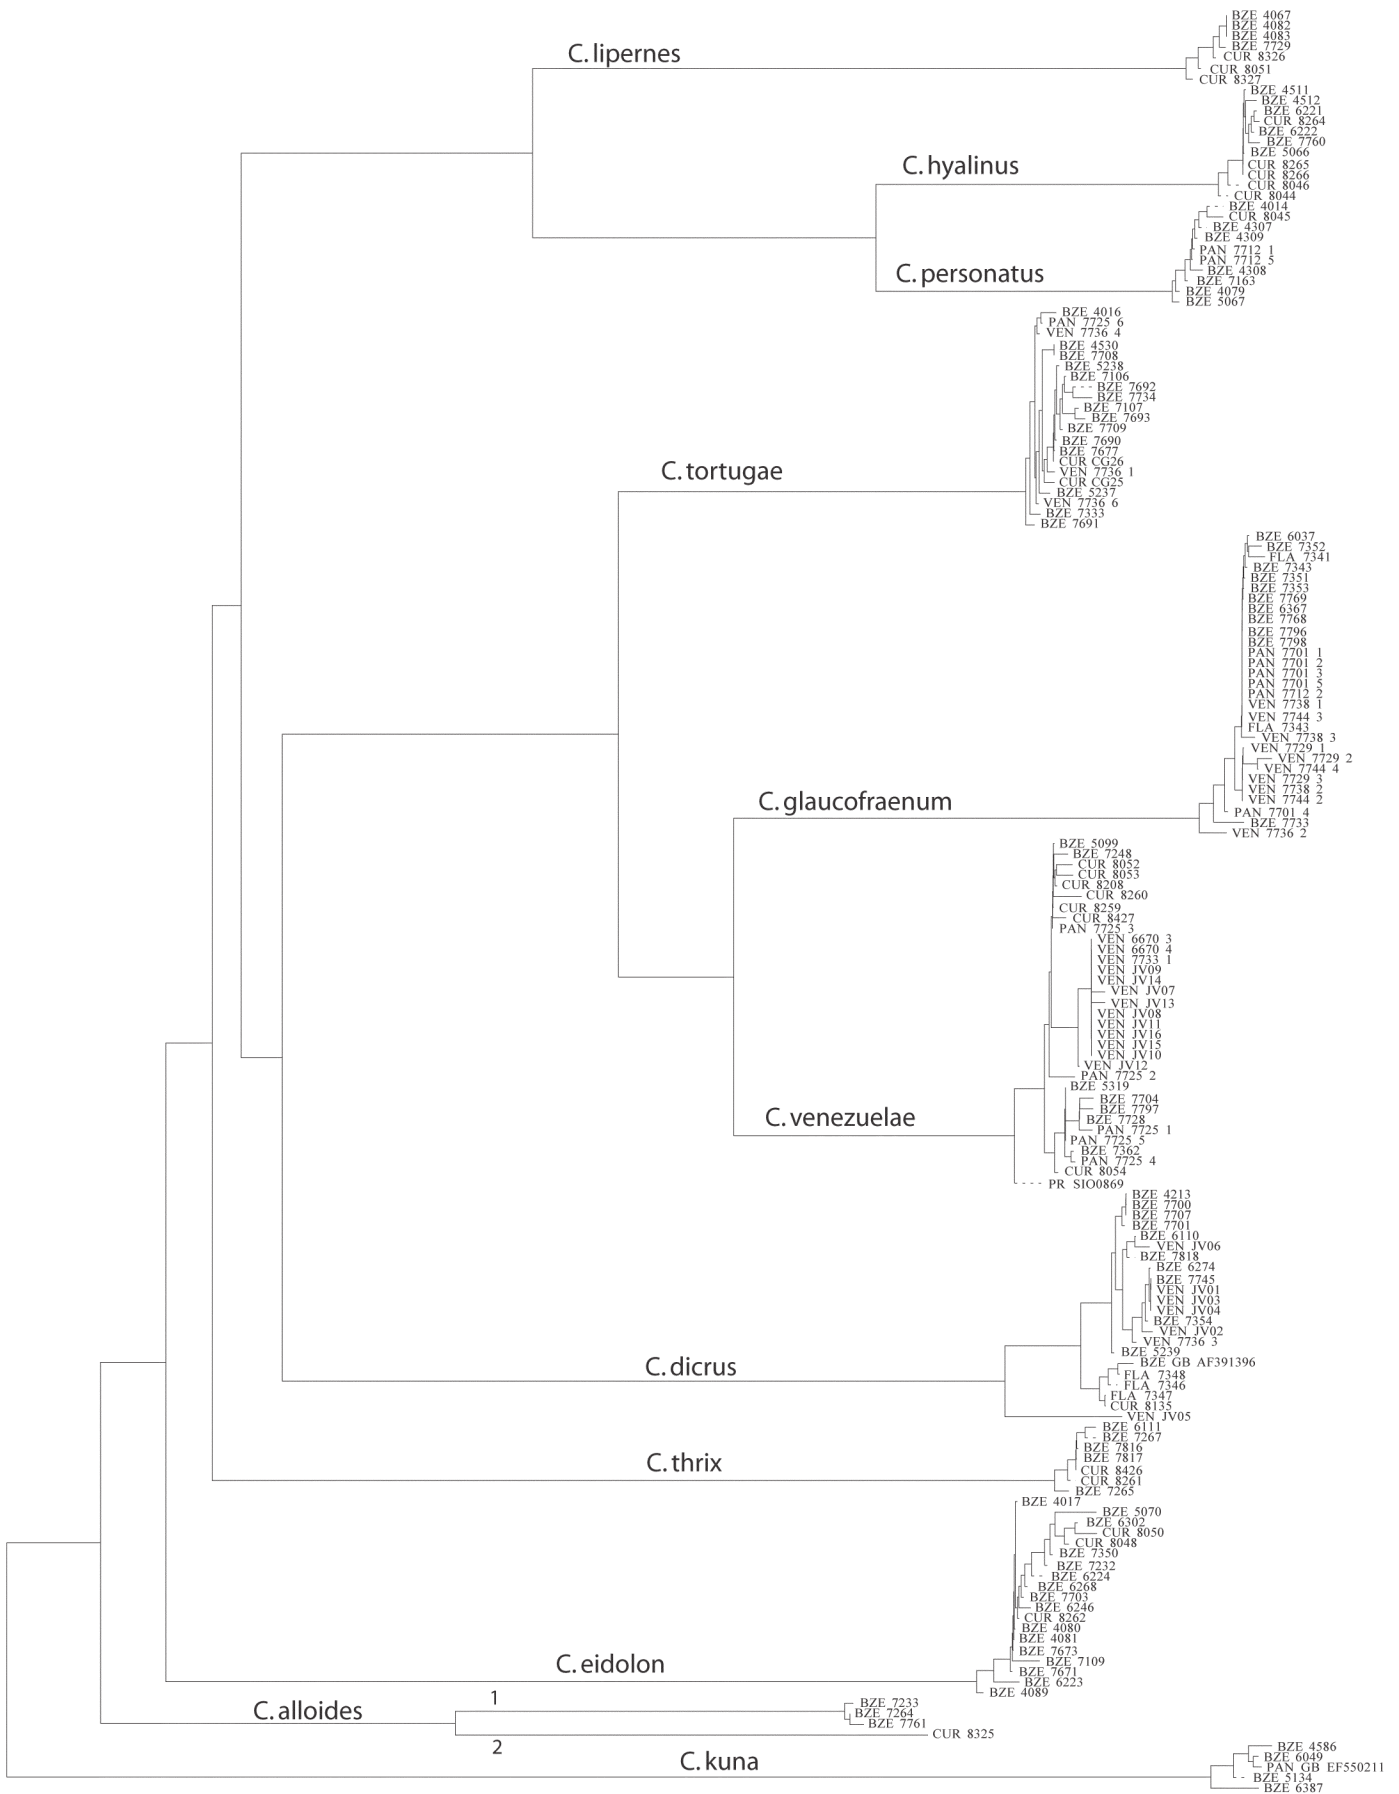 BZE 4067
BZE 4082
BZE 4083
BZE 7729
C. lipernes
CUR 8326
CUR 8051
CUR 8327
BZE 4511
BZE 4512
BZE 6221
CUR 8264
BZE 6222
BZE 7760
BZE 5066
C. hyalinus
CUR 8265
CUR 8266
CUR 8046
CUR 8044
BZE 4014
CUR 8045
BZE 4307
BZE 4309
PAN 7712 1
PAN 7712 5
BZE 4308
C. personatus
BZE 7163
BZE 4079
BZE 5067
BZE 4016
PAN 7725 6
VEN 7736 4
BZE 4530
BZE 7708
BZE 5238
BZE 7106
BZE 7692
BZE 7734
BZE 7107
BZE 7693
BZE 7709
BZE 7690
BZE 7677
CUR CG26
C. tortugae
VEN 7736 1
CUR CG25
BZE 5237
VEN 7736 6
BZE 7333
BZE 7691
BZE 6037
BZE 7352
FLA 7341
BZE 7343
BZE 7351
BZE 7353
BZE 7769
BZE 6367
BZE 7768
BZE 7796
BZE 7798
PAN 7701 1
PAN 7701 2
PAN 7701 3
PAN 7701 5
PAN 7712 2
VEN 7738 1
VEN 7744 3
FLA 7343
VEN 7738 3
VEN 7729 1
VEN 7729 2
VEN 7744 4
VEN 7729 3
VEN 7738 2
VEN 7744 2
C. glaucofraenum
PAN 7701 4
BZE 7733
VEN 7736 2
BZE 5099
BZE 7248
CUR 8052
CUR 8053
CUR 8208
CUR 8260
CUR 8259
CUR 8427
PAN 7725 3
VEN 6670 3
VEN 6670 4
VEN 7733 1
VEN JV09
VEN JV14
VEN JV07
VEN JV13
VEN JV08
VEN JV11
VEN JV16
VEN JV15
VEN JV10
VEN JV12
PAN 7725 2
BZE 5319
BZE 7704
BZE 7797
C. venezuelae
BZE 7728
PAN 7725 1
PAN 7725 5
BZE 7362
PAN 7725 4
CUR 8054
PR SIO0869
BZE 4213
BZE 7700
BZE 7707
BZE 7701
BZE 6110
VEN JV06
BZE 7818
BZE 6274
BZE 7745
VEN JV01
VEN JV03
VEN JV04
BZE 7354
VEN JV02
VEN 7736 3
BZE 5239
BZE GB AF391396
C. dicrus
FLA 7348
FLA 7346
FLA 7347
CUR 8135
VEN JV05
BZE 6111
BZE 7267
BZE 7816
BZE 7817
C. thrix
CUR 8426
CUR 8261
BZE 7265
BZE 4017
BZE 5070
BZE 6302
CUR 8050
CUR 8048
BZE 7350
BZE 7232
BZE 6224
BZE 6268
BZE 7703
BZE 6246
CUR 8262
BZE 4080
BZE 4081
BZE 7673
BZE 7109
C. eidolon
BZE 7671
BZE 6223
BZE 4089
1
BZE 7233
C. alloides
BZE 7264
BZE 7761
CUR 8325
2
BZE 4586
BZE 6049
C. kuna
PAN GB EF550211
BZE 5134
BZE 6387